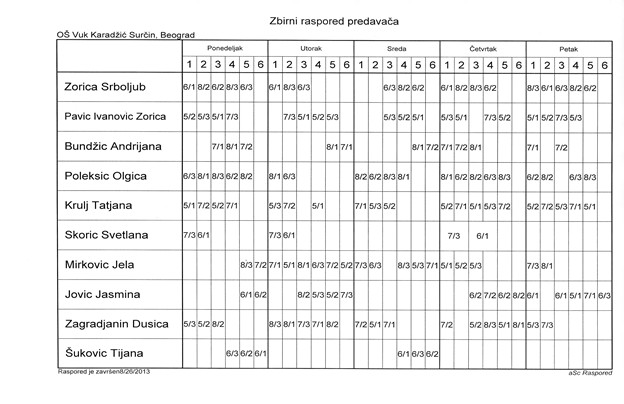 Zbirni raspored predavača
OŠ Vuk Karadžić Surčin, Beograd
Ponedeljak Utorak Sreda Četvrtak Petak
1 2 3 4 5 6 1 2 3 4 5 6 1 2 3 4 5 6 1 2 3 4 5 6 1 2 3 4 5 6
Zorica Srboljub 6/1 8/2 6/2 8/3 6/3 6/1 8/3 6/3 6/3 8/2 6/2 6/1 8/2 8/3 6/2 8/3 6/1 6/3 8/2 6/2
Pavic Ivanovic Zorica 5/2 5/3 5/1 7/3 7/3 5/1 5/2 5/3 5/3 5/2 5/1 5/3 5/1 7/3 5/2 5/1 5/2 7/3 5/3
Bundžic Andrijana 7/1 8/1 7/2 8/1 7/1 8/1 7/2 7/1 7/2 8/1 7/1 7/2
Poleksic Olgica 6/3 8/1 8/3 6/2 8/2 8/1 6/3 8/2 6/2 8/3 8/1 8/1 6/2 8/2 6/3 8/3 6/2 8/2 6/3 8/3
Krulj Tatjana 5/1 7/2 5/2 7/1 5/3 7/2 5/1 7/1 5/3 5/2 5/2 7/1 5/1 5/3 7/2 5/2 7/2 5/3 7/1 5/1
Skoric Svetlana 7/3 6/1 7/3 6/1 7/3 6/1
Mirkovic Jela 8/3 7/2 7/1 5/1 8/1 6/3 7/2 5/2 7/3 6/3 8/3 5/3 7/1 5/1 5/2 5/3 7/3 8/1
Jovic Jasmina 6/1 6/2 8/2 5/3 5/2 7/3 6/2 7/2 6/2 8/2 6/1 6/1 5/1 7/1 6/3
Zagradjanin Dusica 5/3 5/2 8/2 8/3 8/1 7/3 7/1 8/2 7/2 5/1 7/1 7/2 5/2 8/3 5/1 8/1 5/3 7/3
Šukovic Tijana 6/3 6/2 6/1 6/1 6/3 6/2
Raspored je završen8/26/2013 aSc Raspored